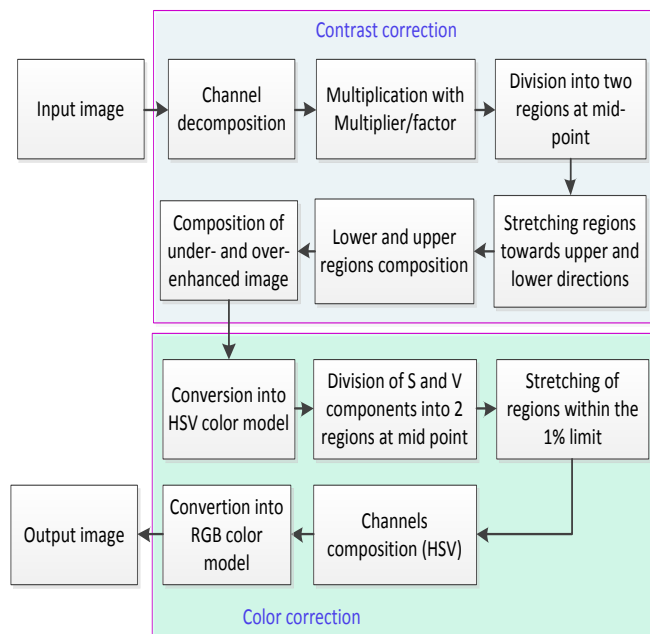 Contrast correction
Input image
Channel
decomposition
Multiplication with
Multiplier/factor
Division into two
regions at mid-
point
Stretching regions
towards upper and
lower directions
Lower and upper
regions composition
Composition of
under- and over-
enhanced image
Conversion into
HSV color model
Division of S and V
components into 2
regions at mid point
Stretching of
regions within the
1% limit
Channels
composition (HSV)
Convertion into
RGB color
model
Output image
Color correction